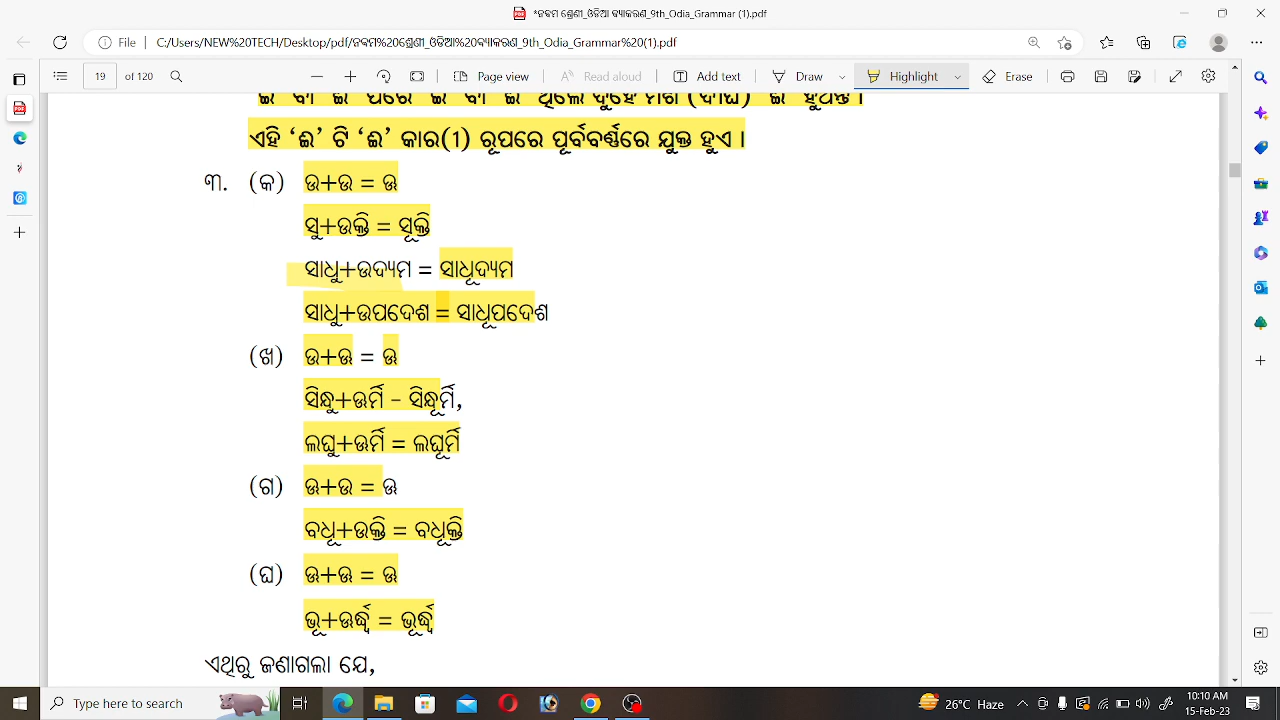 *ନବମ ଶ୍ରେଣୀ_ଓଡିଆ ବ୍ୟାକରଣ_9th_Odia_Grammar (1).pdf
File C:/Users/NEW%20TECH/Desktop/pdf/ନବମ%20ଶ୍ରେଣୀ_ଓଡିଆ%20ବ୍ୟାକରଣ_9th_Odia_Grammar%20(1).pdf
19 of 120 Page view Read aloud Add text Draw Highlight Erase
ଇ ବା ଈ ପରେ ଇ ବା ଈ ଥିଲେ ଦୁହେଁ ମିଶି (ଦୀର୍ଘ) ଈ ହୁଅନ୍ତି ।
ଏହି ‘ଈ’ ଟି ‘ଈ’ କାର(ୀ) ରୂପରେ ପୂର୍ବବର୍ଣ୍ଣରେ ଯୁକ୍ତ ହୁଏ ।
୩. (କ) ଉ+ଉ = ଊ
ସୁ+ଉକ୍ତି = ସୂକ୍ତି
ସାଧୁ+ଉଦ୍ୟମ = ସାଧୂଦ୍ୟମ
ସାଧୁ+ଉପଦେଶ = ସାଧୂପଦେଶ
(ଖ) ଉ+ଊ = ଊ
ସିନ୍ଧୁ+ଊର୍ମି – ସିନ୍ଧୂର୍ମି,
ଲଘୁ+ଊର୍ମି = ଲଘୂର୍ମି
(ଗ) ଊ+ଉ = ଊ
ବଧୂ+ଉକ୍ତି = ବଧୂକ୍ତି
(ଘ) ଊ+ଊ = ଊ
ଭୂ+ଊର୍ଦ୍ଧ୍ୱ = ଭୂର୍ଦ୍ଧ୍ୱ
ଏଥିରୁ ଜଣାଗଲା ଯେ,
Type here to search 26°C Haze 10:10 AM
15-Feb-23